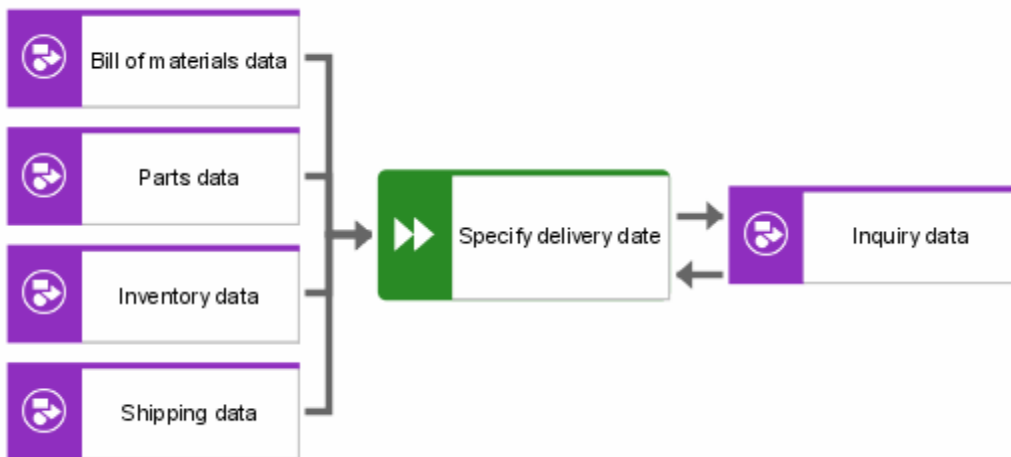 Bill of materials data
Parts data
Specify delivery date
Inquiry data
Inventory data
Shipping data